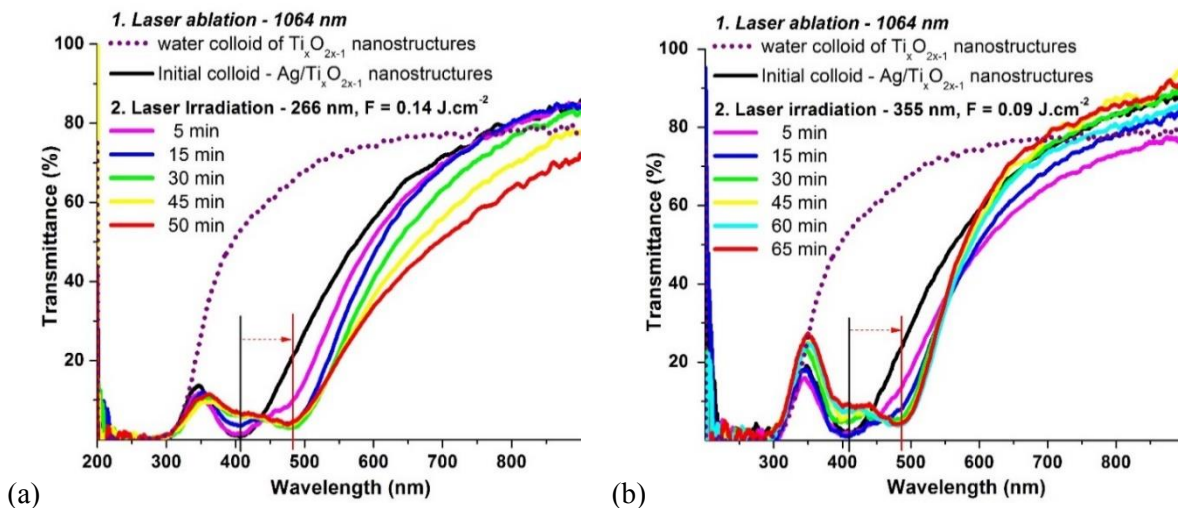 1. Laser ablation - 1064 nm
water colloid of TiₓO₂ₓ₋₁ nanostructures
Initial colloid - Ag/TiₓO₂ₓ₋₁ nanostructures
2. Laser Irradiation - 266 nm, F = 0.14 J.cm⁻²
5 min
15 min
30 min
45 min
50 min
Transmittance (%)
100
80
60
40
20
200 300 400 500 600 700 800
Wavelength (nm)
(a)
1. Laser ablation - 1064 nm
water colloid of TiₓO₂ₓ₋₁ nanostructures
Initial colloid - Ag/TiₓO₂ₓ₋₁ nanostructures
2. Laser irradiation - 355 nm, F = 0.09 J.cm⁻²
5 min
15 min
30 min
45 min
60 min
65 min
Transmittance (%)
100
80
60
40
20
300 400 500 600 700 800
Wavelength (nm)
(b)